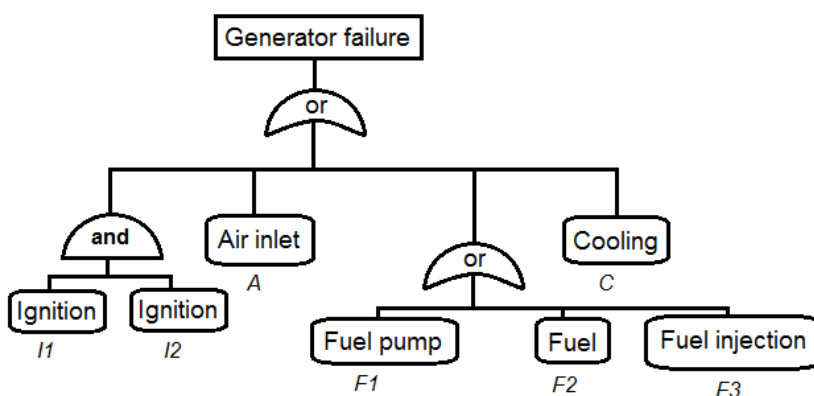 Generator failure
or
and
Air inlet
Cooling
or
A
C
Ignition
Ignition
I1
I2
Fuel pump
Fuel
Fuel injection
F1
F2
F3